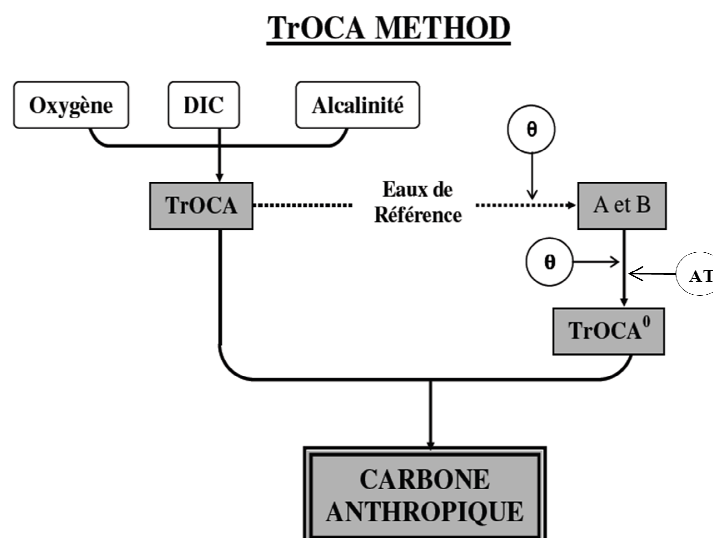 TrOCA METHOD
Oxygène
DIC
Alcalinité
θ
TrOCA
Eaux de
Référence
A et B
θ
AT
TrOCA⁰
CARBONE
ANTHROPIQUE